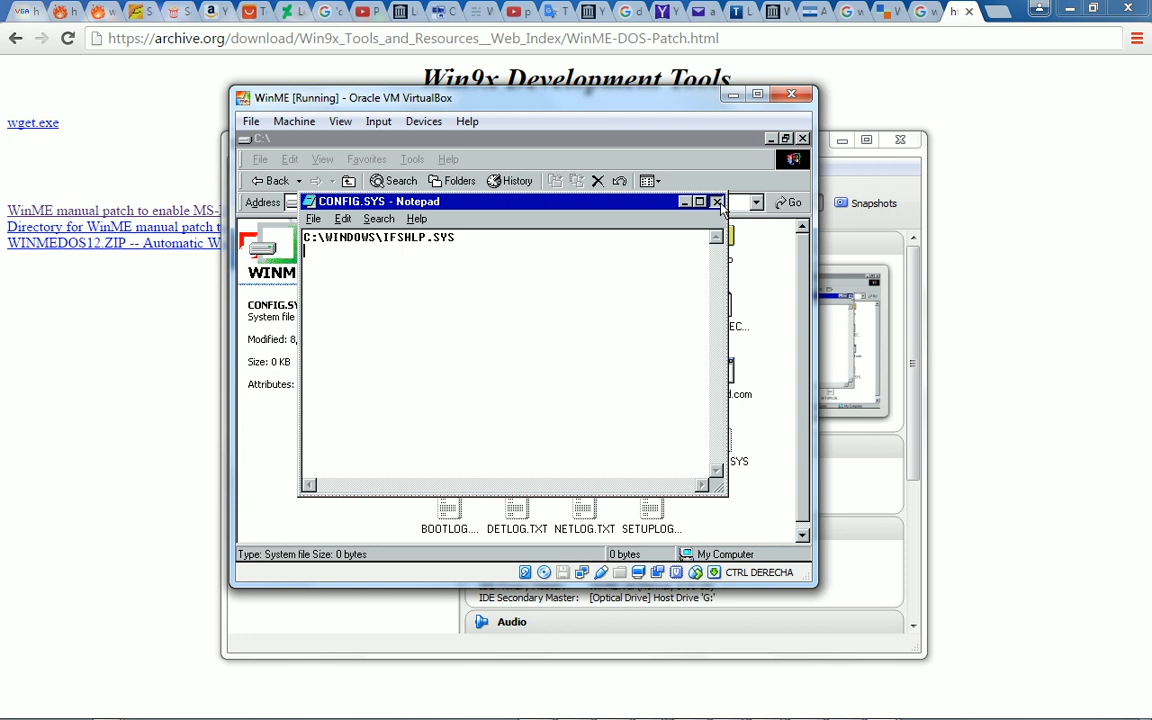 https://archive.org/download/Win9x_Tools_and_Resources__Web_Index/WinME-DOS-Patch.html
Win9x Development Tools
wget.exe
WinME manual patch to enable MS-
Directory for WinME manual patch t
WINMEDOS12.ZIP -- Automatic W
WinME [Running] - Oracle VM VirtualBox
File Machine View Input Devices Help
C:\
File Edit View Favorites Tools Help
Back Search Folders History
Address Go
CONFIG.SYS - Notepad
File Edit Search Help
C:\WINDOWS\IFSHLP.SYS
WINM
CONFIG.SY
System file
Modified: 8,
Size: 0 KB
Attributes:
EC...
d.com
SYS
BOOTLOG.... DETLOG.TXT NETLOG.TXT SETUPLOG...
Type: System file Size: 0 bytes 0 bytes My Computer
CTRL DERECHA
Snapshots
IDE Secondary Master: [Optical Drive] Host Drive 'G:'
Audio